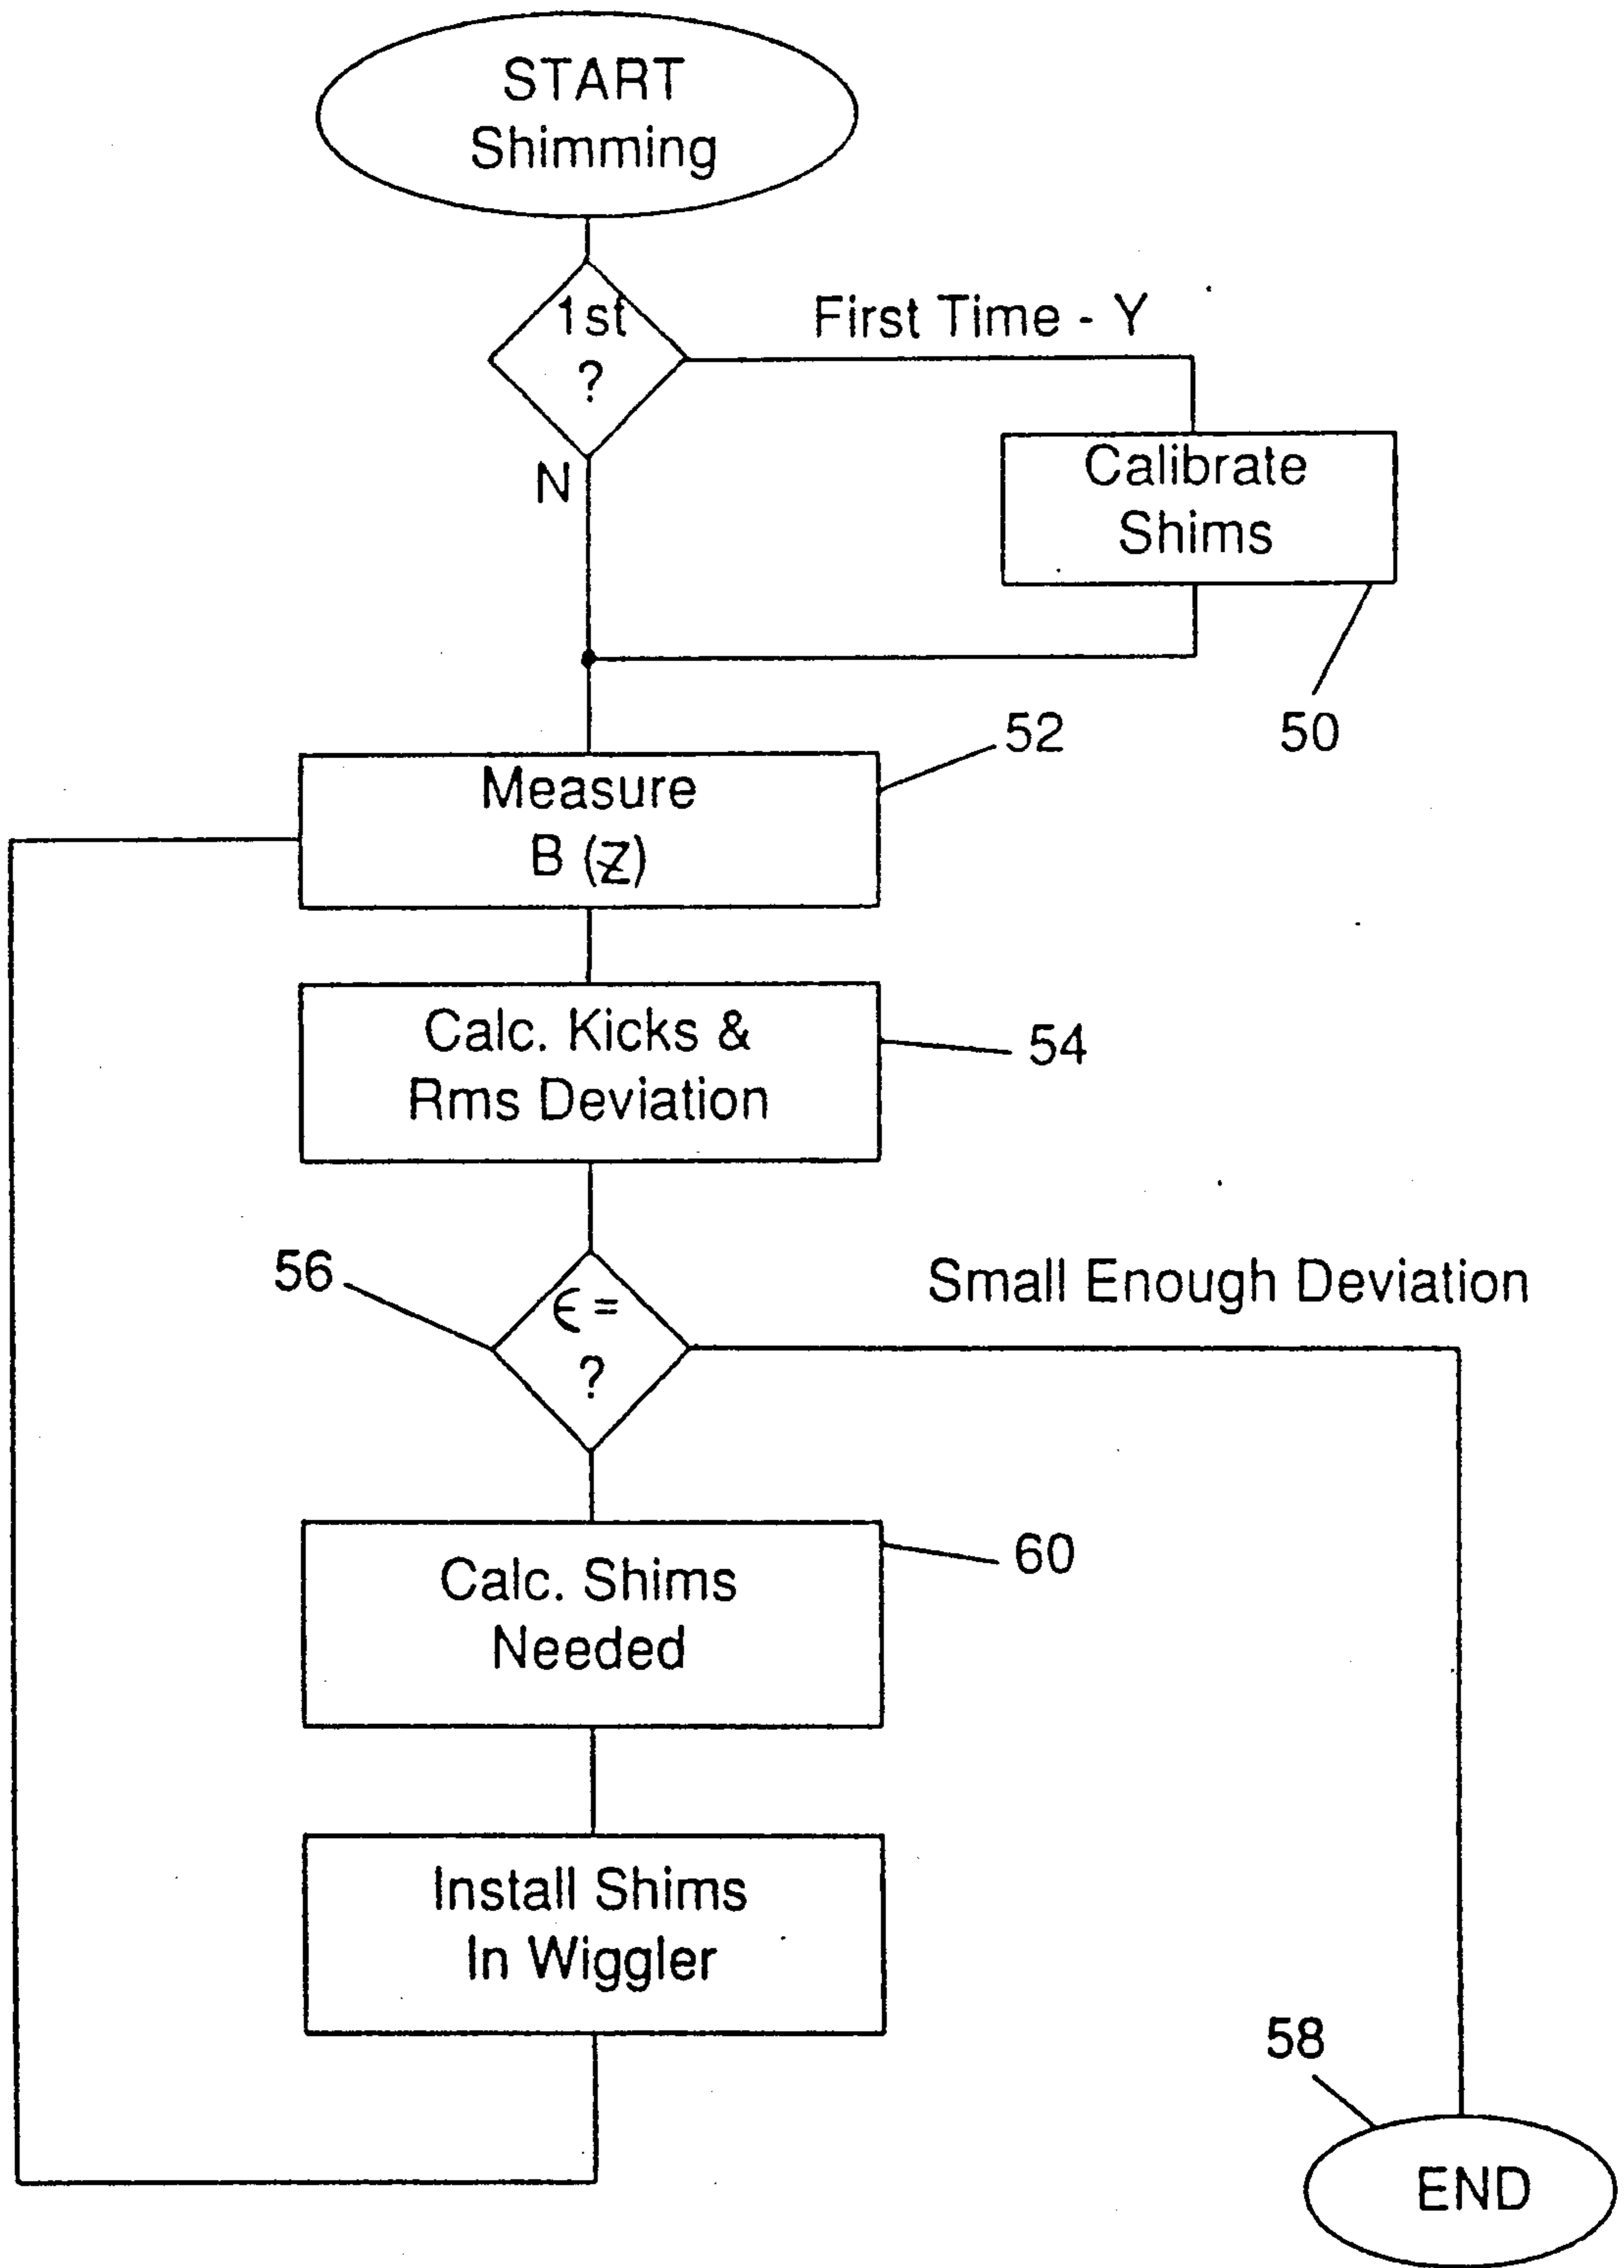 START
Shimming
1st
?
First Time - Y
N
Calibrate
Shims
50
52
Measure
B (Z)
Calc. Kicks &
Rms Deviation
54
56
ϵ =
?
Small Enough Deviation
60
Calc. Shims
Needed
Install Shims
In Wiggler
58
END